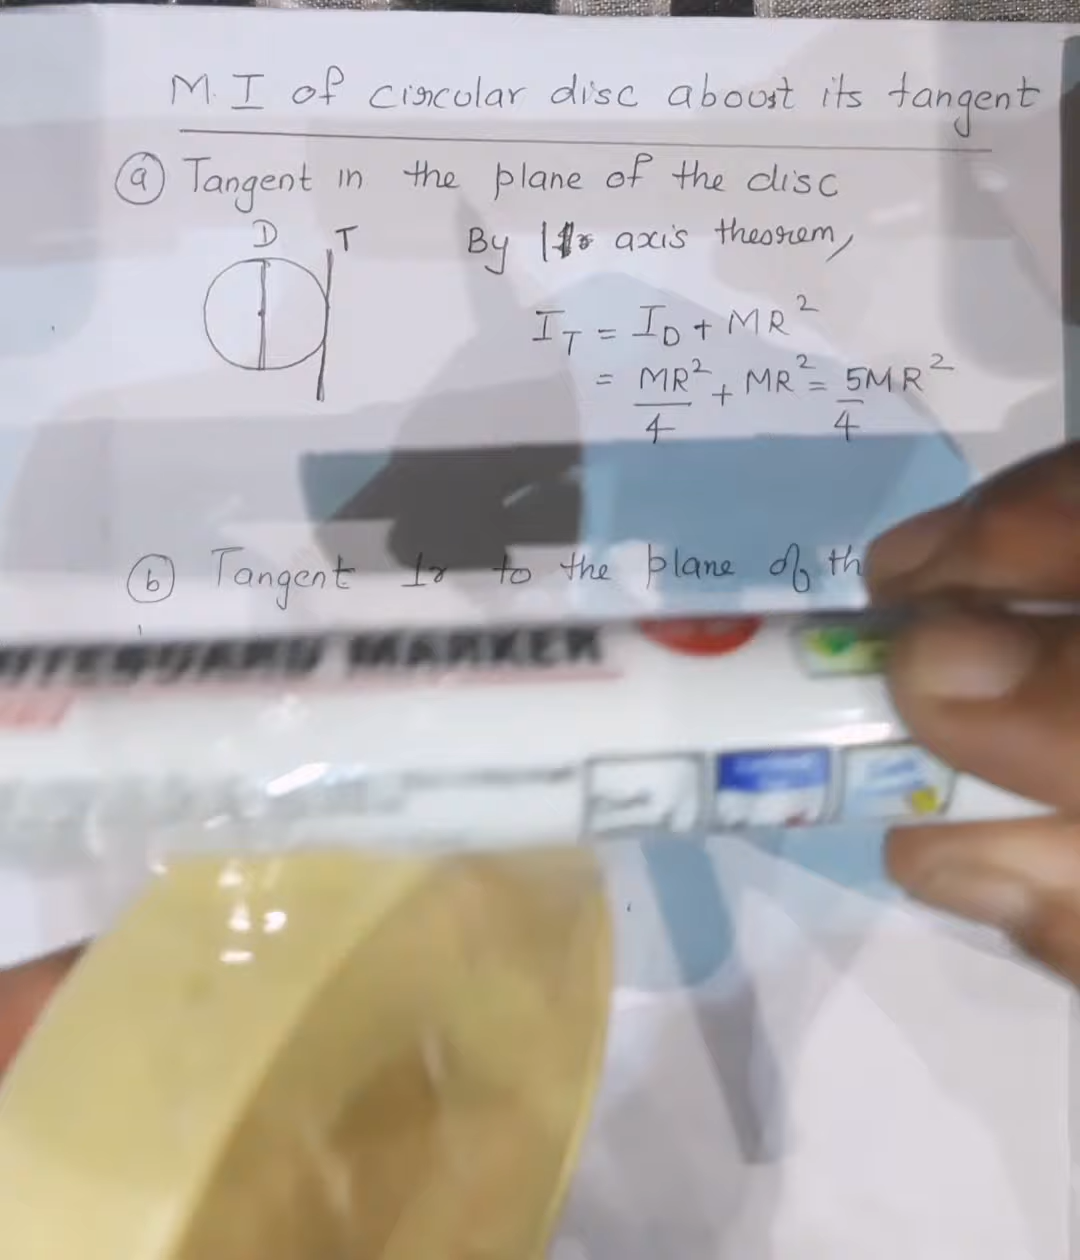 M.I of circular disc about its tangent
(a) Tangent in the plane of the disc
D T
By ||r axis theorem,
I_T = I_D + MR²
= MR²/4 + MR² = 5MR²/4
(b) Tangent ⊥r to the plane of th
MARKER